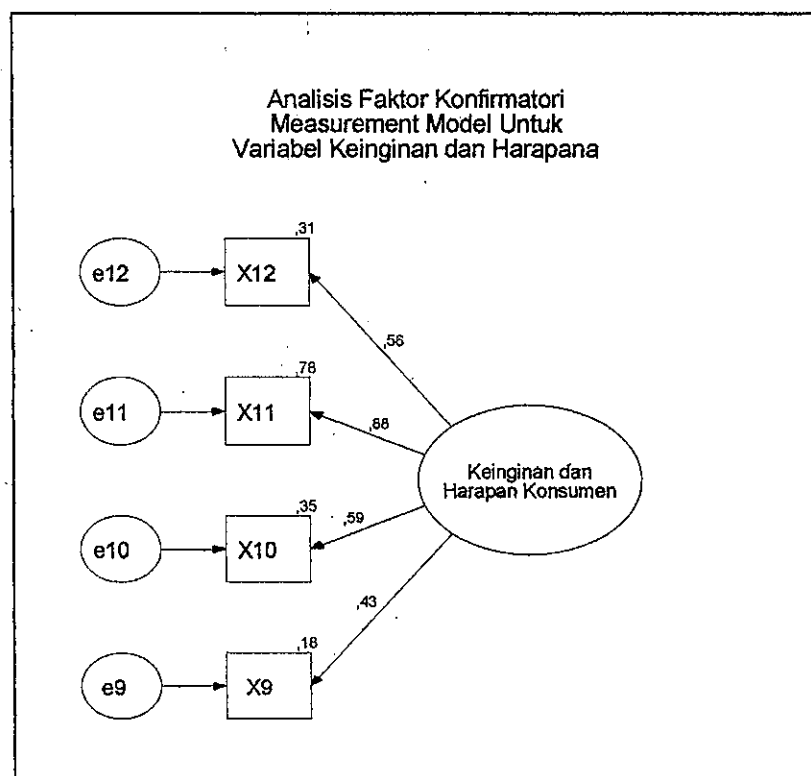 Analisis Faktor Konfirmatori
Measurement Model Untuk
Variabel Keinginan dan Harapana
,31
e12
X12
,56
,78
e11
X11
,88
Keinginan dan
Harapan Konsumen
,35
e10
X10
,59
,43
,18
e9
X9